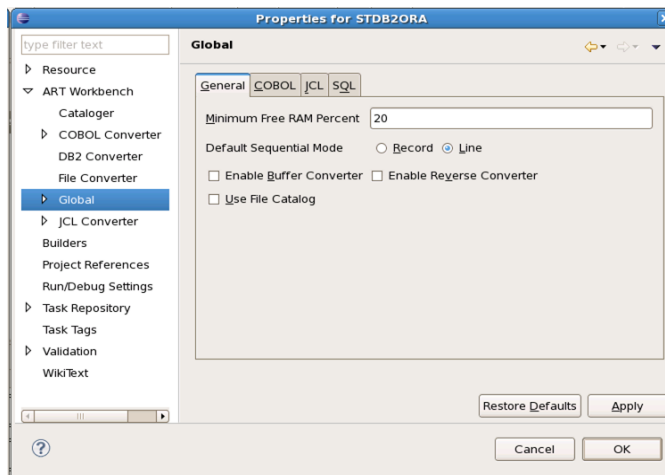 Properties for STDB2ORA
type filter text
Resource
ART Workbench
Cataloger
COBOL Converter
DB2 Converter
File Converter
Global
JCL Converter
Builders
Project References
Run/Debug Settings
Task Repository
Task Tags
Validation
WikiText
Global
General COBOL JCL SQL
Minimum Free RAM Percent 20
Default Sequential Mode Record Line
Enable Buffer Converter Enable Reverse Converter
Use File Catalog
Restore Defaults Apply
? Cancel OK